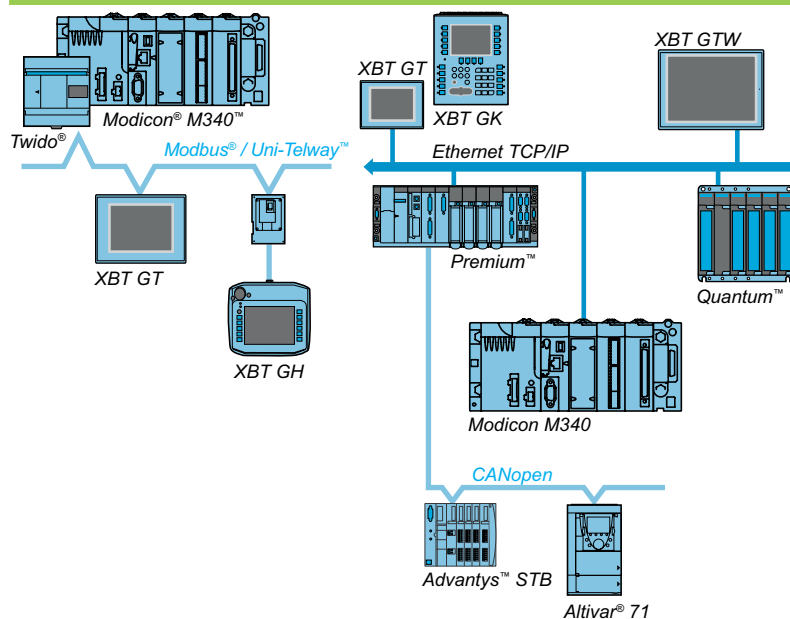 XBT GT
XBT GTW
Modicon® M340™
XBT GK
Twido®
Modbus® / Uni-Telway™
Ethernet TCP/IP
XBT GT
Premium™
Quantum™
XBT GH
Modicon M340
CANopen
Advantys™ STB
Altivar® 71